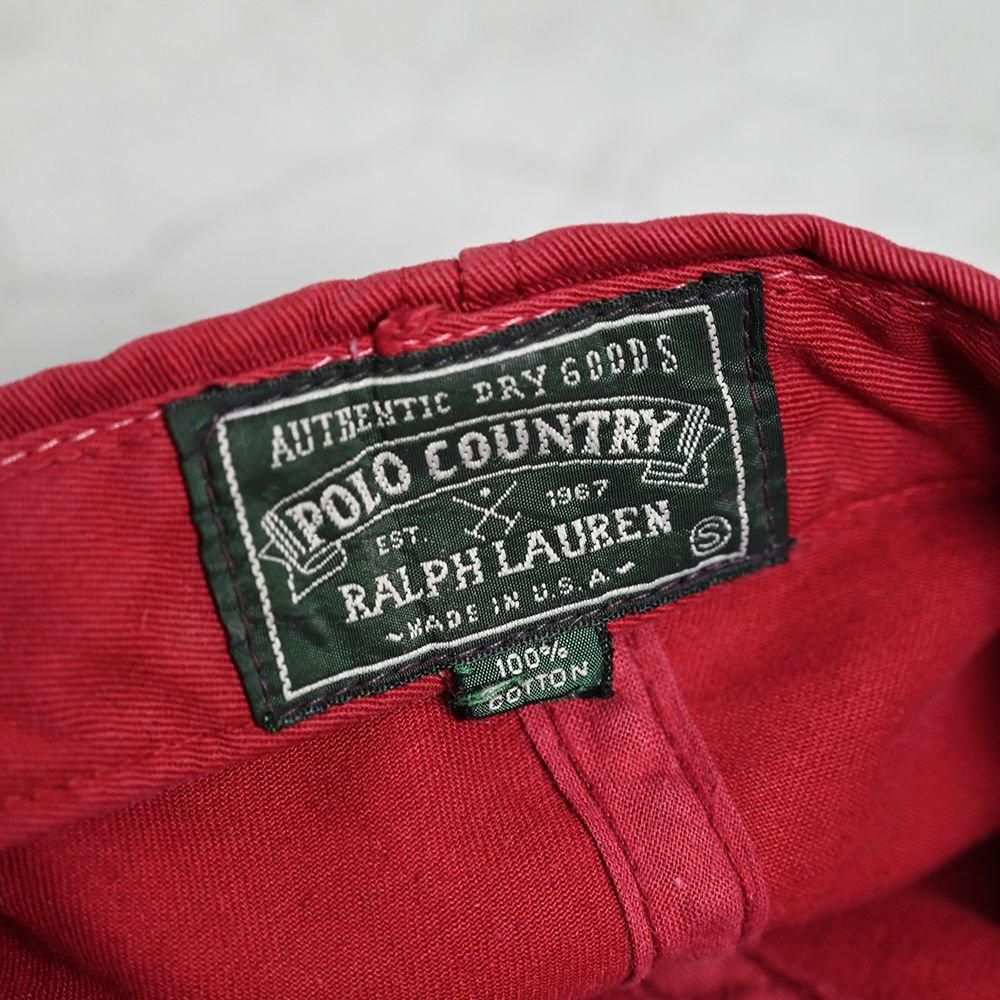 AUTHENTIC DRY GOODS
POLO COUNTRY
EST. 1967
RALPH LAUREN
~MADE IN U.S.A~
S
100%
COTTON